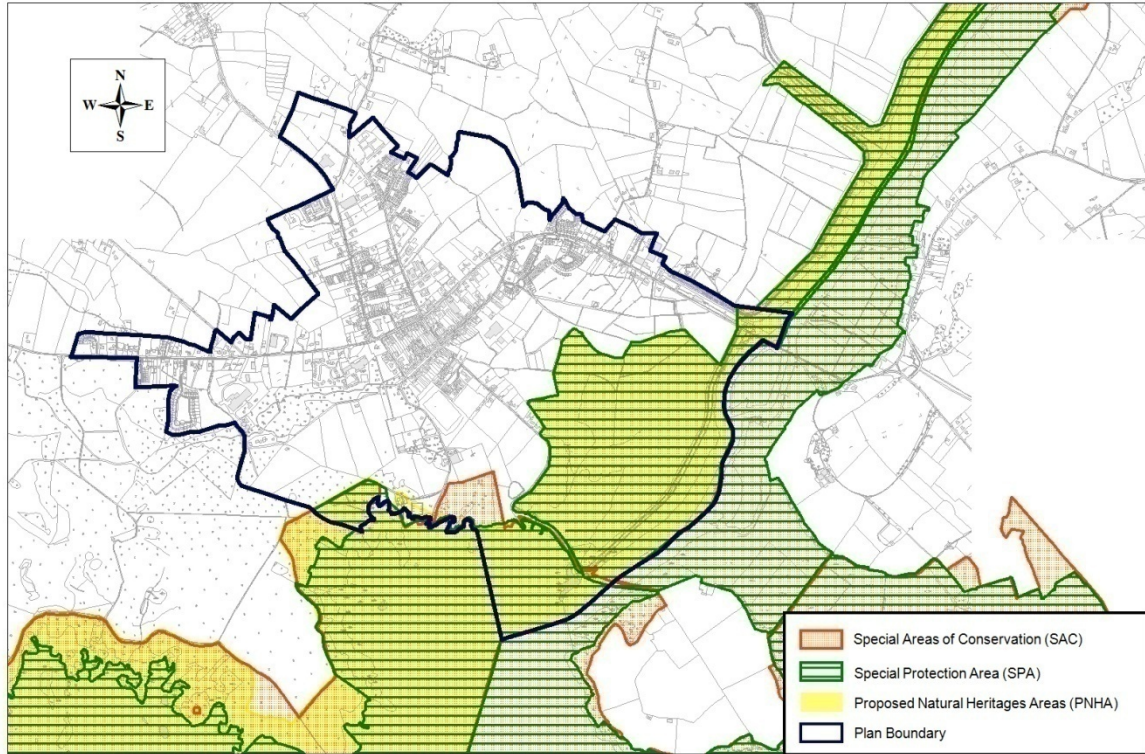 N
W E
S
Special Areas of Conservation (SAC)
Special Protection Area (SPA)
Proposed Natural Heritages Areas (PNHA)
Plan Boundary